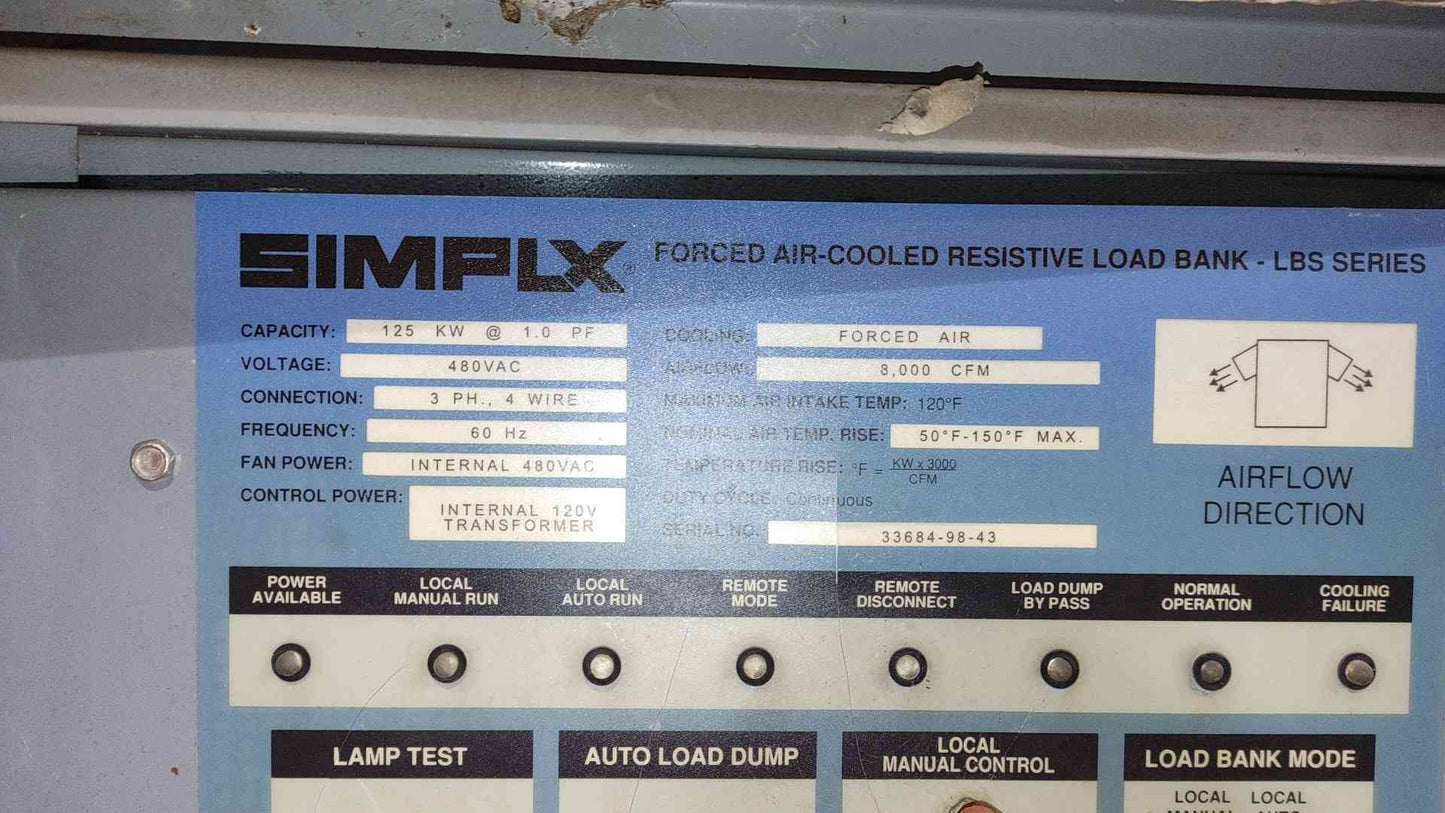 SIMPLX® FORCED AIR-COOLED RESISTIVE LOAD BANK - LBS SERIES
CAPACITY: 125 KW @ 1.0 PF
VOLTAGE: 480VAC
CONNECTION: 3 PH., 4 WIRE
FREQUENCY: 60 Hz
FAN POWER: INTERNAL 480VAC
CONTROL POWER: INTERNAL 120V
TRANSFORMER
COOLING: FORCED AIR
AIRFLOW: 8,000 CFM
MAXIMUM AIR INTAKE TEMP: 120°F
NOMINAL AIR TEMP. RISE: 50°F-150°F MAX.
TEMPERATURE RISE: °F = KW x 3000
CFM
DUTY CYCLE: Continuous
SERIAL NO. 33684-98-43
AIRFLOW
DIRECTION
POWER
AVAILABLE
LOCAL
MANUAL RUN
LOCAL
AUTO RUN
REMOTE
MODE
REMOTE
DISCONNECT
LOAD DUMP
BY PASS
NORMAL
OPERATION
COOLING
FAILURE
LAMP TEST
AUTO LOAD DUMP
LOCAL
MANUAL CONTROL
LOAD BANK MODE
LOCAL LOCAL
MANUAL AUTO